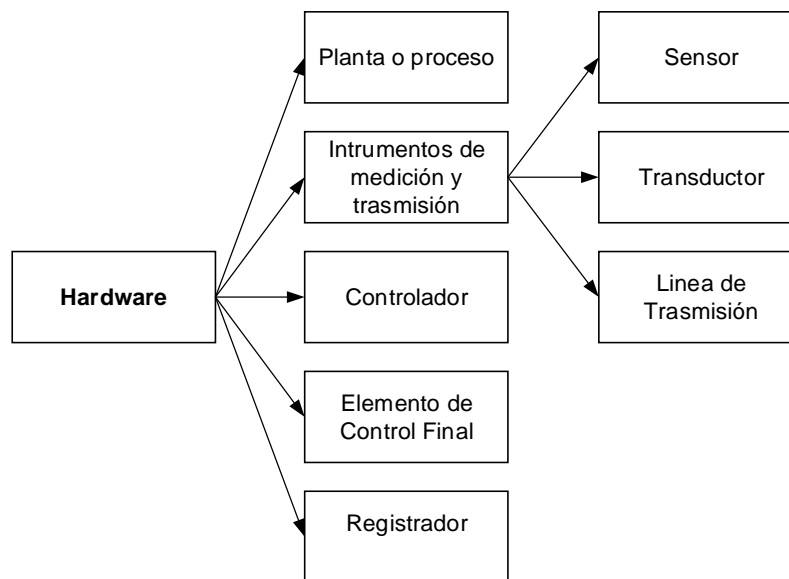 Planta o proceso
Sensor
Intrumentos de
medición y
trasmisión
Transductor
Hardware
Controlador
Linea de
Trasmisión
Elemento de
Control Final
Registrador